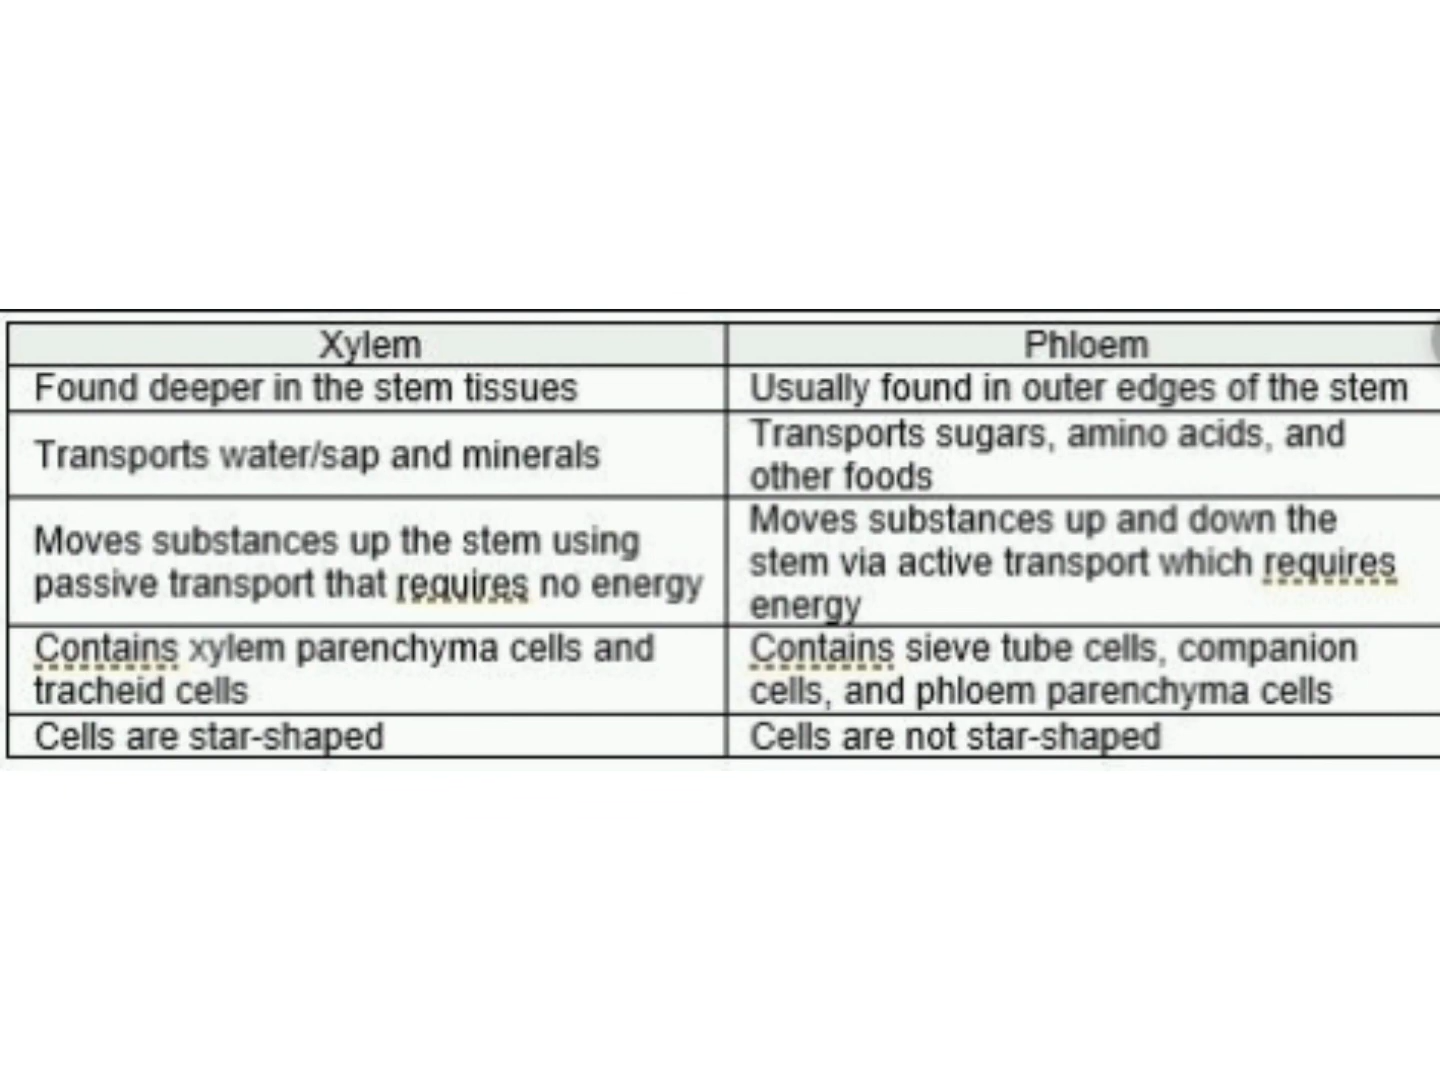 Xylem
Phloem
Found deeper in the stem tissues
Usually found in outer edges of the stem
Transports water/sap and minerals
Transports sugars, amino acids, and
other foods
Moves substances up the stem using
passive transport that requires no energy
Moves substances up and down the
stem via active transport which requires
energy
Contains xylem parenchyma cells and
tracheid cells
Contains sieve tube cells, companion
cells, and phloem parenchyma cells
Cells are star-shaped
Cells are not star-shaped